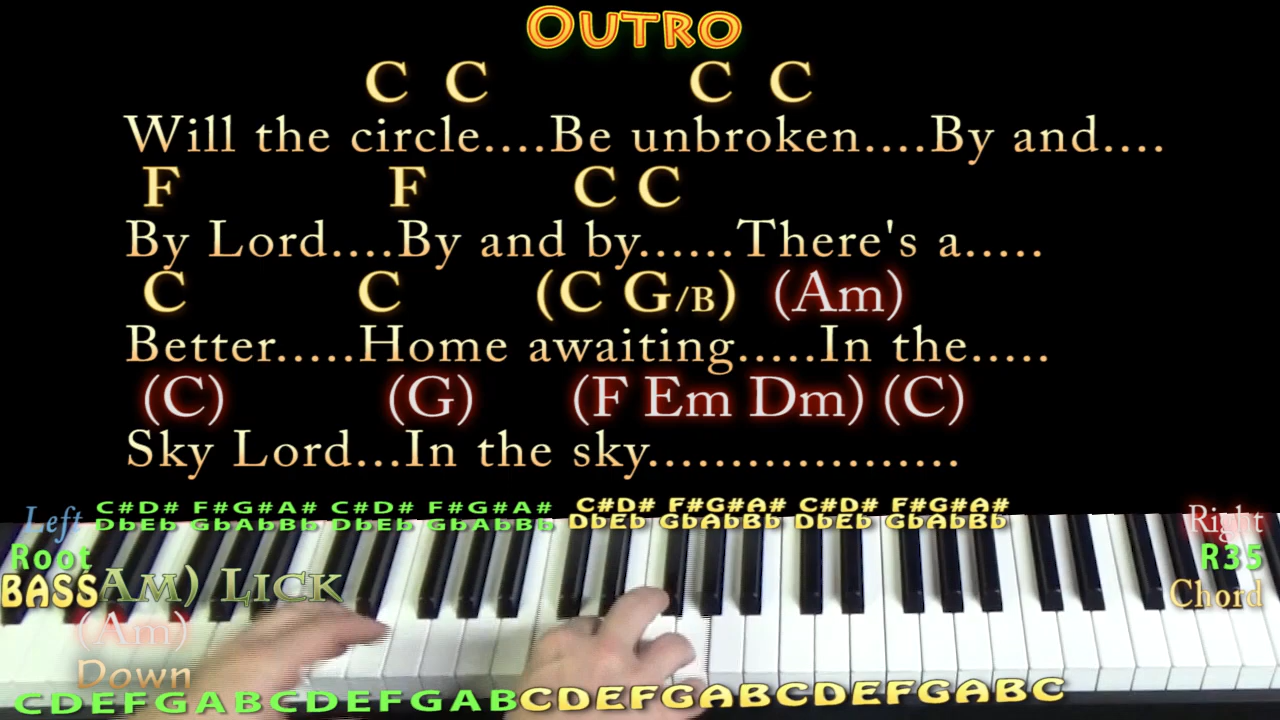 OUTRO
C C C C
Will the circle....Be unbroken....By and....
F F C C
By Lord....By and by......There's a.....
C C (C G/B) (Am)
Better.....Home awaiting.....In the.....
(C) (G) (F Em Dm) (C)
Sky Lord...In the sky...................
Left C#D# F#G#A# C#D# F#G#A# C#D# F#G#A# C#D# F#G#A#
DbEb GbAbBb DbEb GbAbBb DbEb GbAbBb DbEb GbAbBb Right
Root R35
BASS AM) LICK Chord
(Am)
Down
CDEFGABCDEFGABCDEFGABCDEFGABC